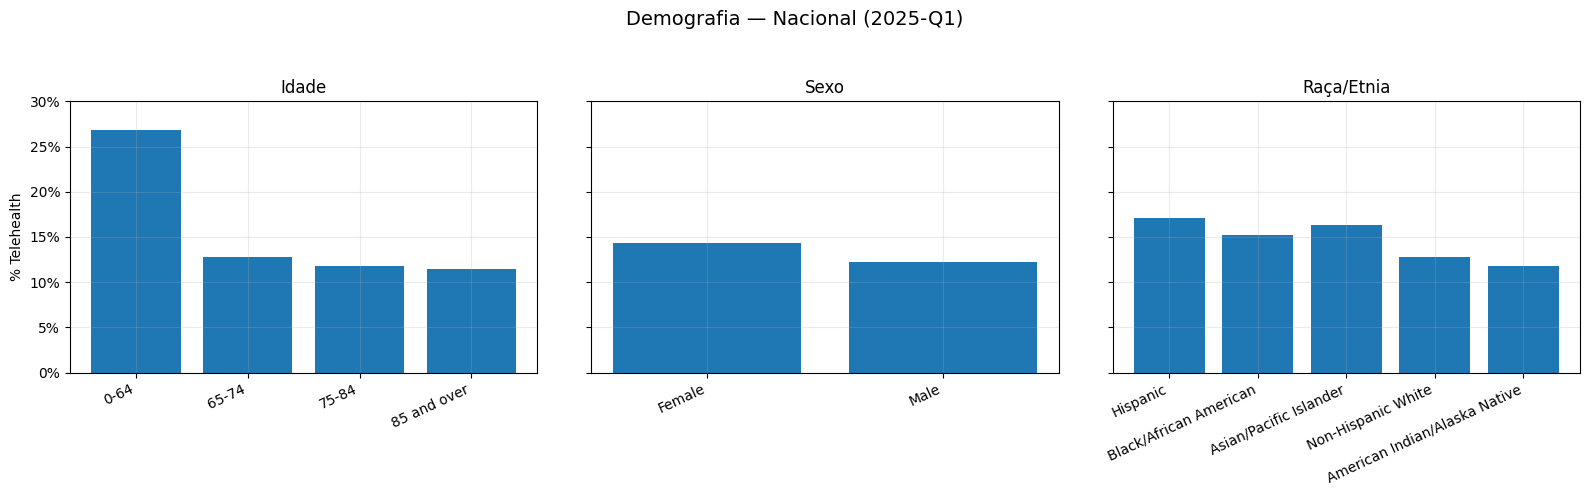 Demografia — Nacional (2025-Q1)
Idade
% Telehealth
30%
25%
20%
15%
10%
5%
0%
0-64
65-74
75-84
85 and over
Sexo
Female
Male
Raça/Etnia
Hispanic
Black/African American
Asian/Pacific Islander
Non-Hispanic White
American Indian/Alaska Native